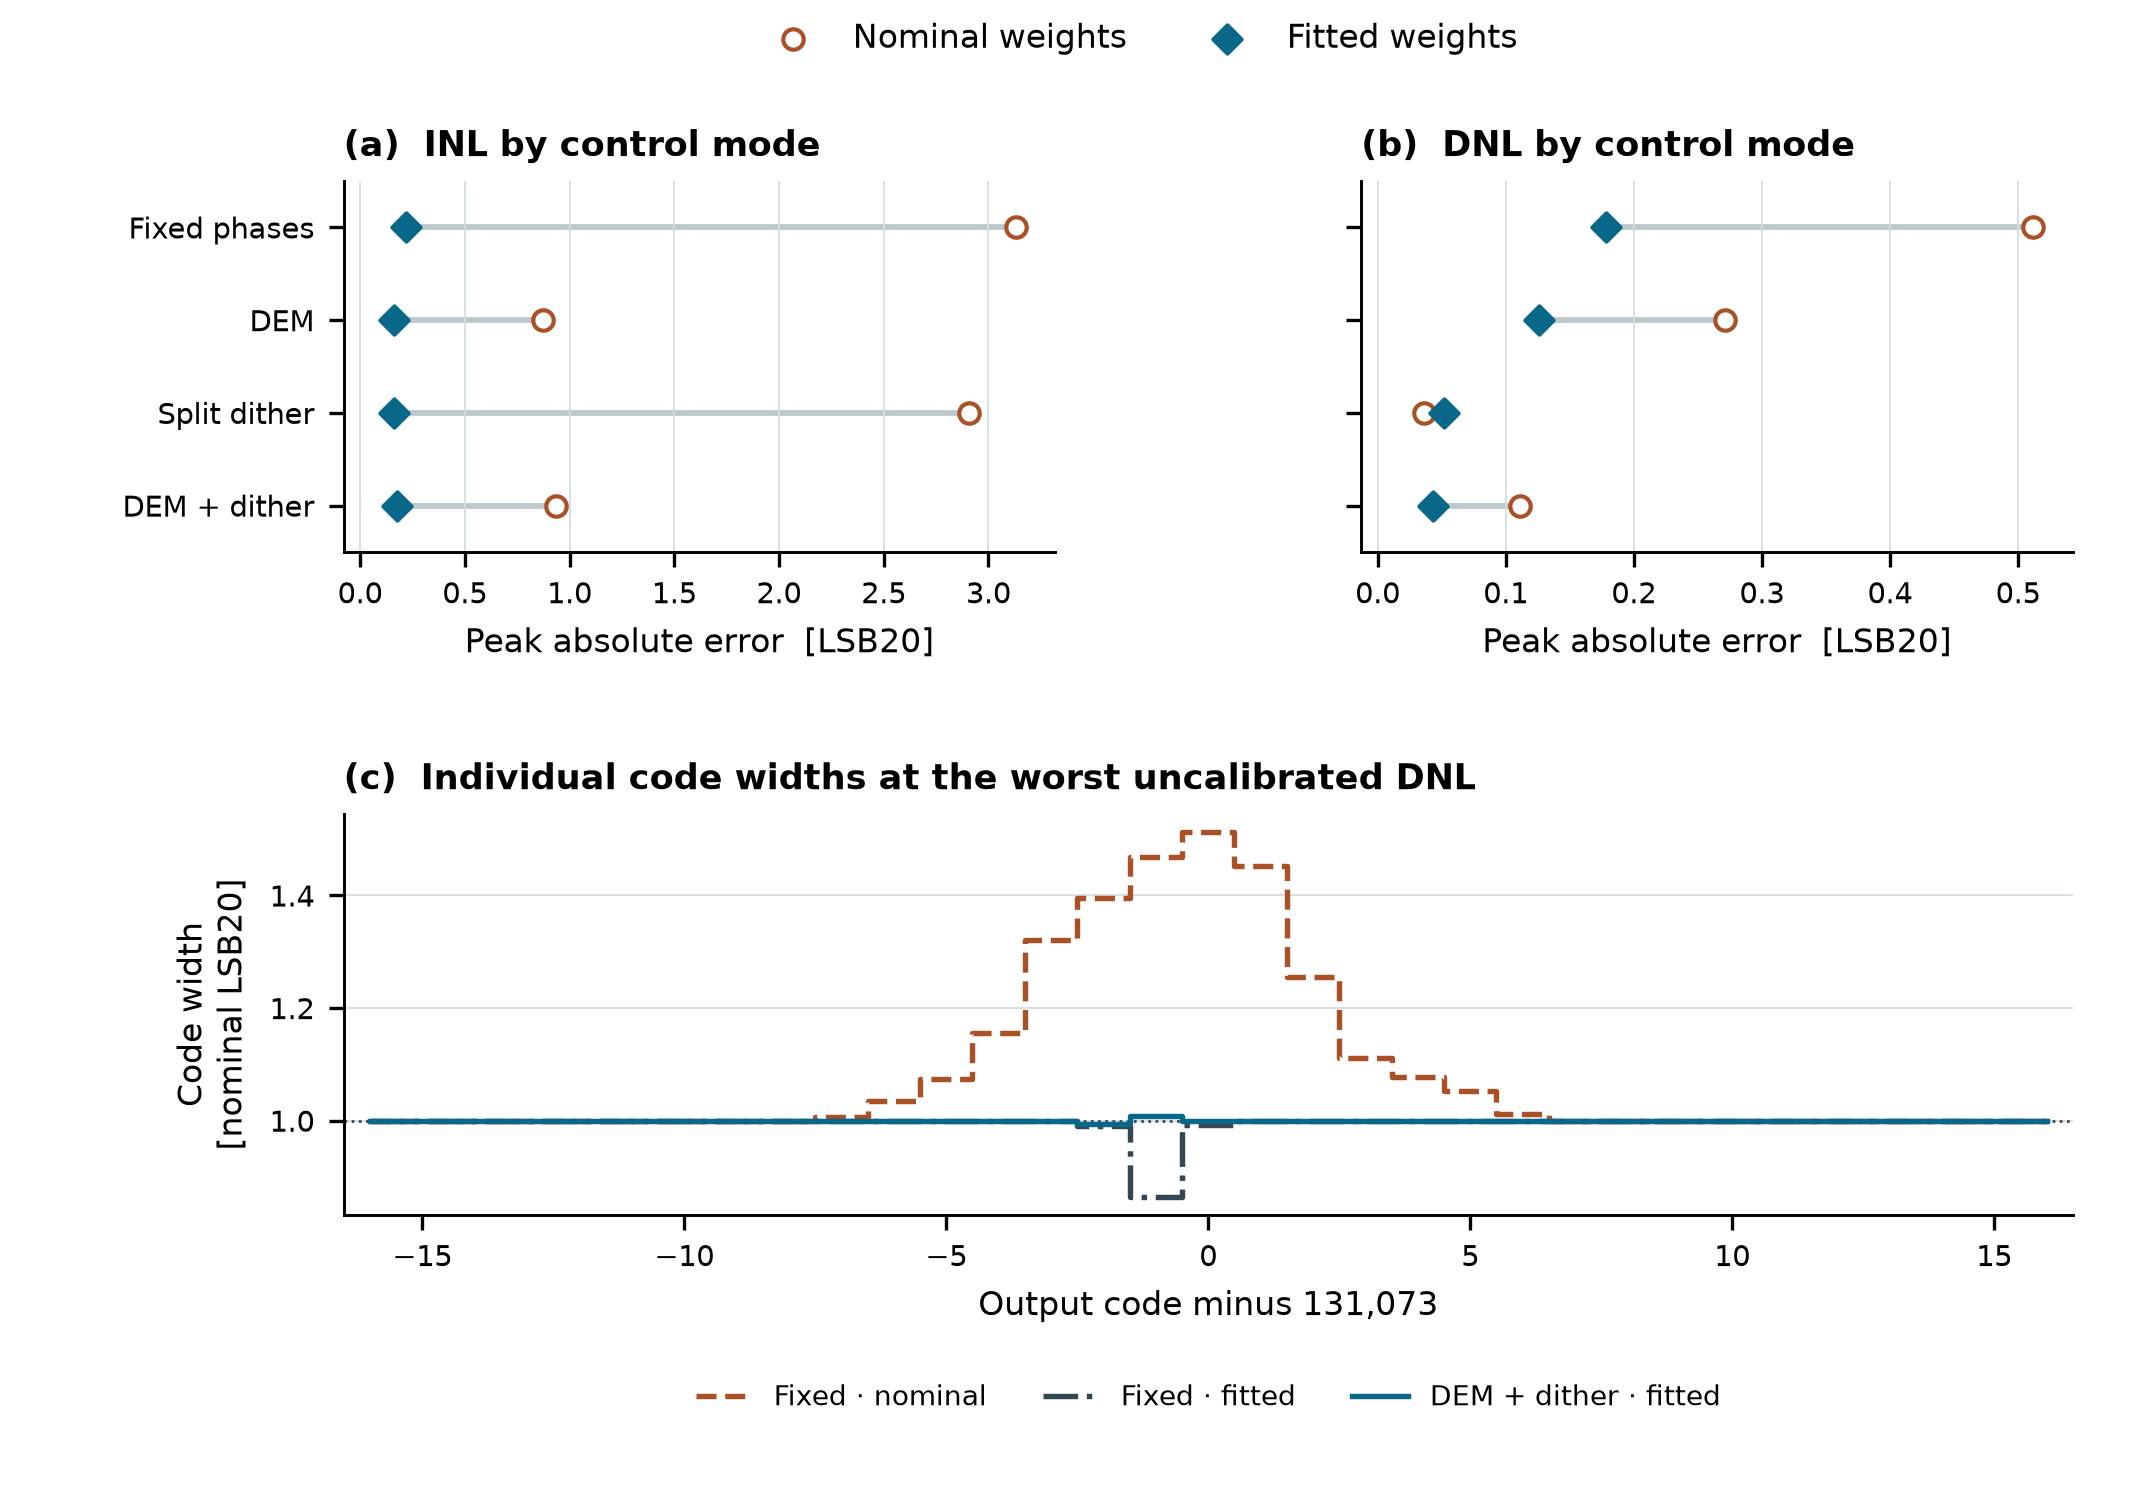 Nominal weights
Fitted weights
(a) INL by control mode
Fixed phases
DEM
Split dither
DEM + dither
0.0 0.5 1.0 1.5 2.0 2.5 3.0
Peak absolute error [LSB20]
(b) DNL by control mode
0.0 0.1 0.2 0.3 0.4 0.5
Peak absolute error [LSB20]
(c) Individual code widths at the worst uncalibrated DNL
Code width
[nominal LSB20]
1.4
1.2
1.0
−15 −10 −5 0 5 10 15
Output code minus 131,073
Fixed · nominal
Fixed · fitted
DEM + dither · fitted